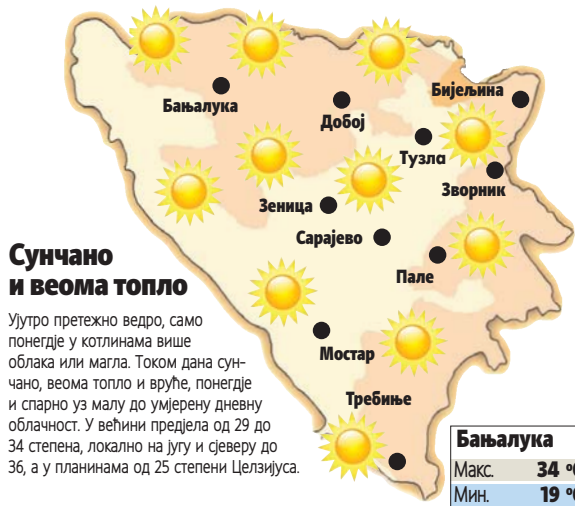 Бањалука
Добој
Бијељина
Тузла
Зворник
Зеница
Сарајево
Пале
Мостар
Требиње
Сунчано
и веома топло
Ујутро претежно ведро, само
понегдје у котлинама више
облака или магла. Током дана сун-
чано, веома топло и вруће, понегдје
и спарно уз малу до умјерену дневну
облачност. У већини предјела од 29 до
34 степена, локално на југу и сјеверу до
36, а у планинама од 25 степени Целзијуса.
Бањалука
Макс. 34 °C
Мин. 19 °C